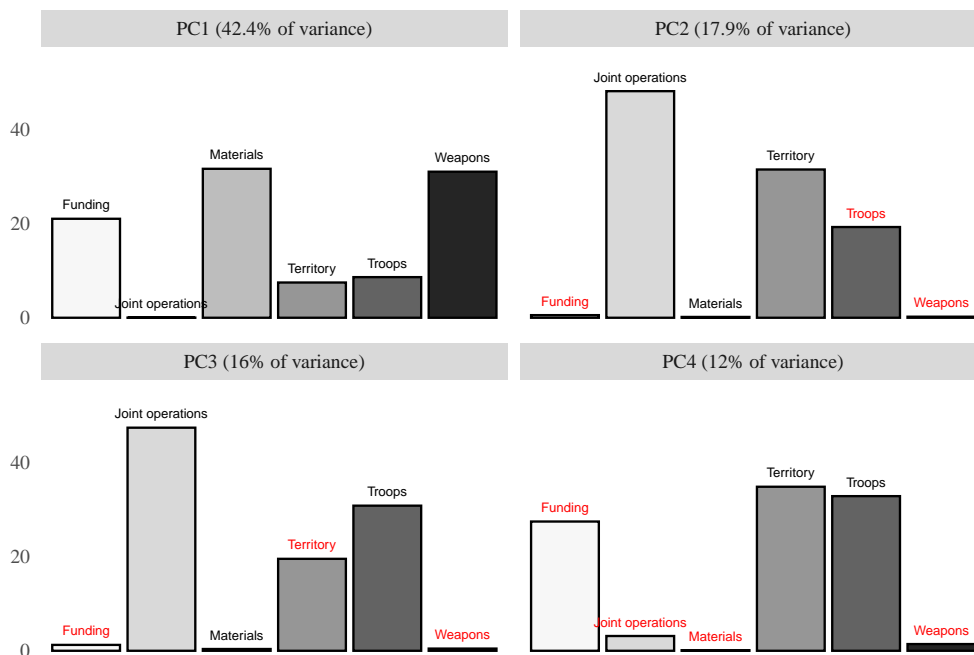 PC1 (42.4% of variance)
PC2 (17.9% of variance)
Joint operations
40
Materials
Weapons
Territory
Funding
Troops
20
Territory
Troops
Joint operations
Funding
Materials
Weapons
0
PC3 (16% of variance)
PC4 (12% of variance)
Joint operations
40
Troops
Territory
Troops
Funding
20
Territory
Funding
Materials
Weapons
Joint operations
Materials
Weapons
0